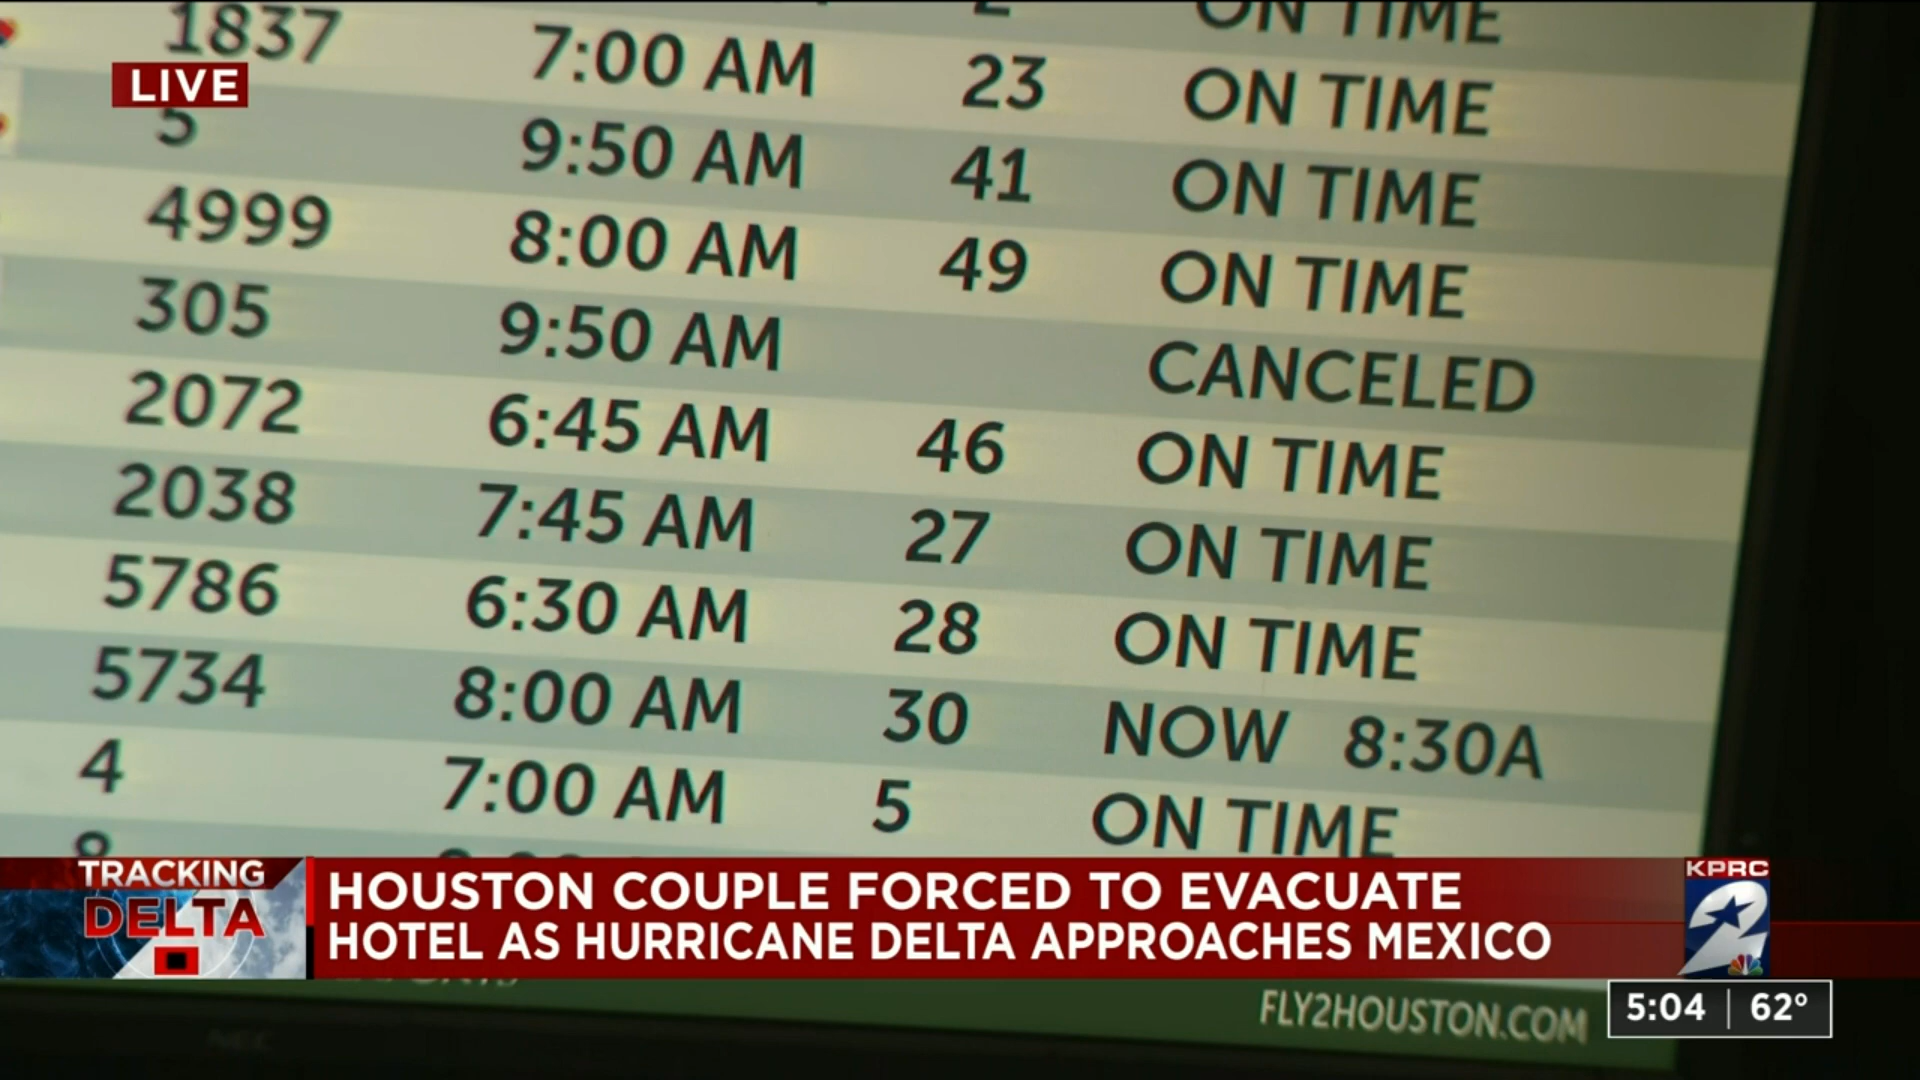 ON TIME
1837 7:00 AM 23 ON TIME
LIVE
5 9:50 AM 41 ON TIME
4999 8:00 AM 49 ON TIME
305 9:50 AM CANCELED
2072 6:45 AM 46 ON TIME
2038 7:45 AM 27 ON TIME
5786 6:30 AM 28 ON TIME
5734 8:00 AM 30 NOW 8:30A
4 7:00 AM 5 ON TIME
8
TRACKING
DELTA
HOUSTON COUPLE FORCED TO EVACUATE
HOTEL AS HURRICANE DELTA APPROACHES MEXICO
KPRC
2
FLY2HOUSTON.COM
5:04 62°
NEC